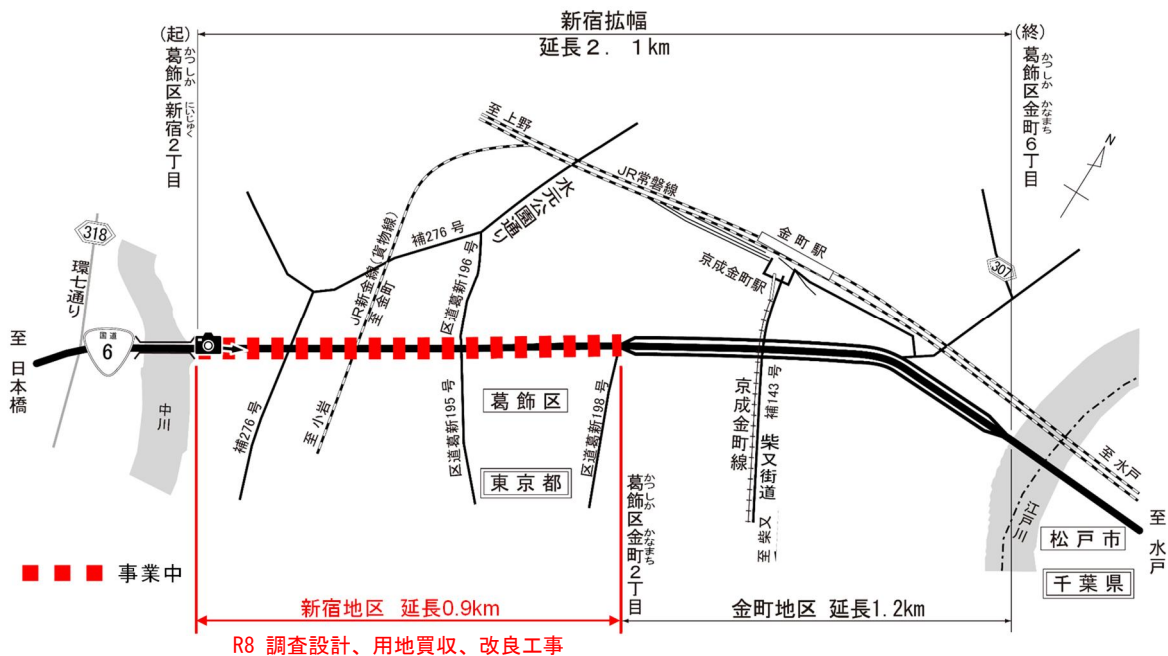 新宿拡幅
延長2.1km
(起)
葛飾区新宿2丁目
かつしか
にいじゅく
(終)
葛飾区金町6丁目
かつしか かなまち
N
至 上野
JR常磐線
水元公園通り
補276 号
JR新金線(貨物線)
至 金町
区道葛新196 号
金町駅
京成金町駅
307
318
環七通り
国道
6
至 日本橋
中川
補276 号
至 小岩
区道葛新195 号
葛飾区
東京都
区道葛新198 号
京成金町線
補143 号
柴又街道
至 柴又
至 水戸
江戸川
至 水戸
松戸市
千葉県
葛飾区金町2丁目
かつしか かなまち
事業中
新宿地区 延長0.9km
金町地区 延長1.2km
R8 調査設計、用地買収、改良工事